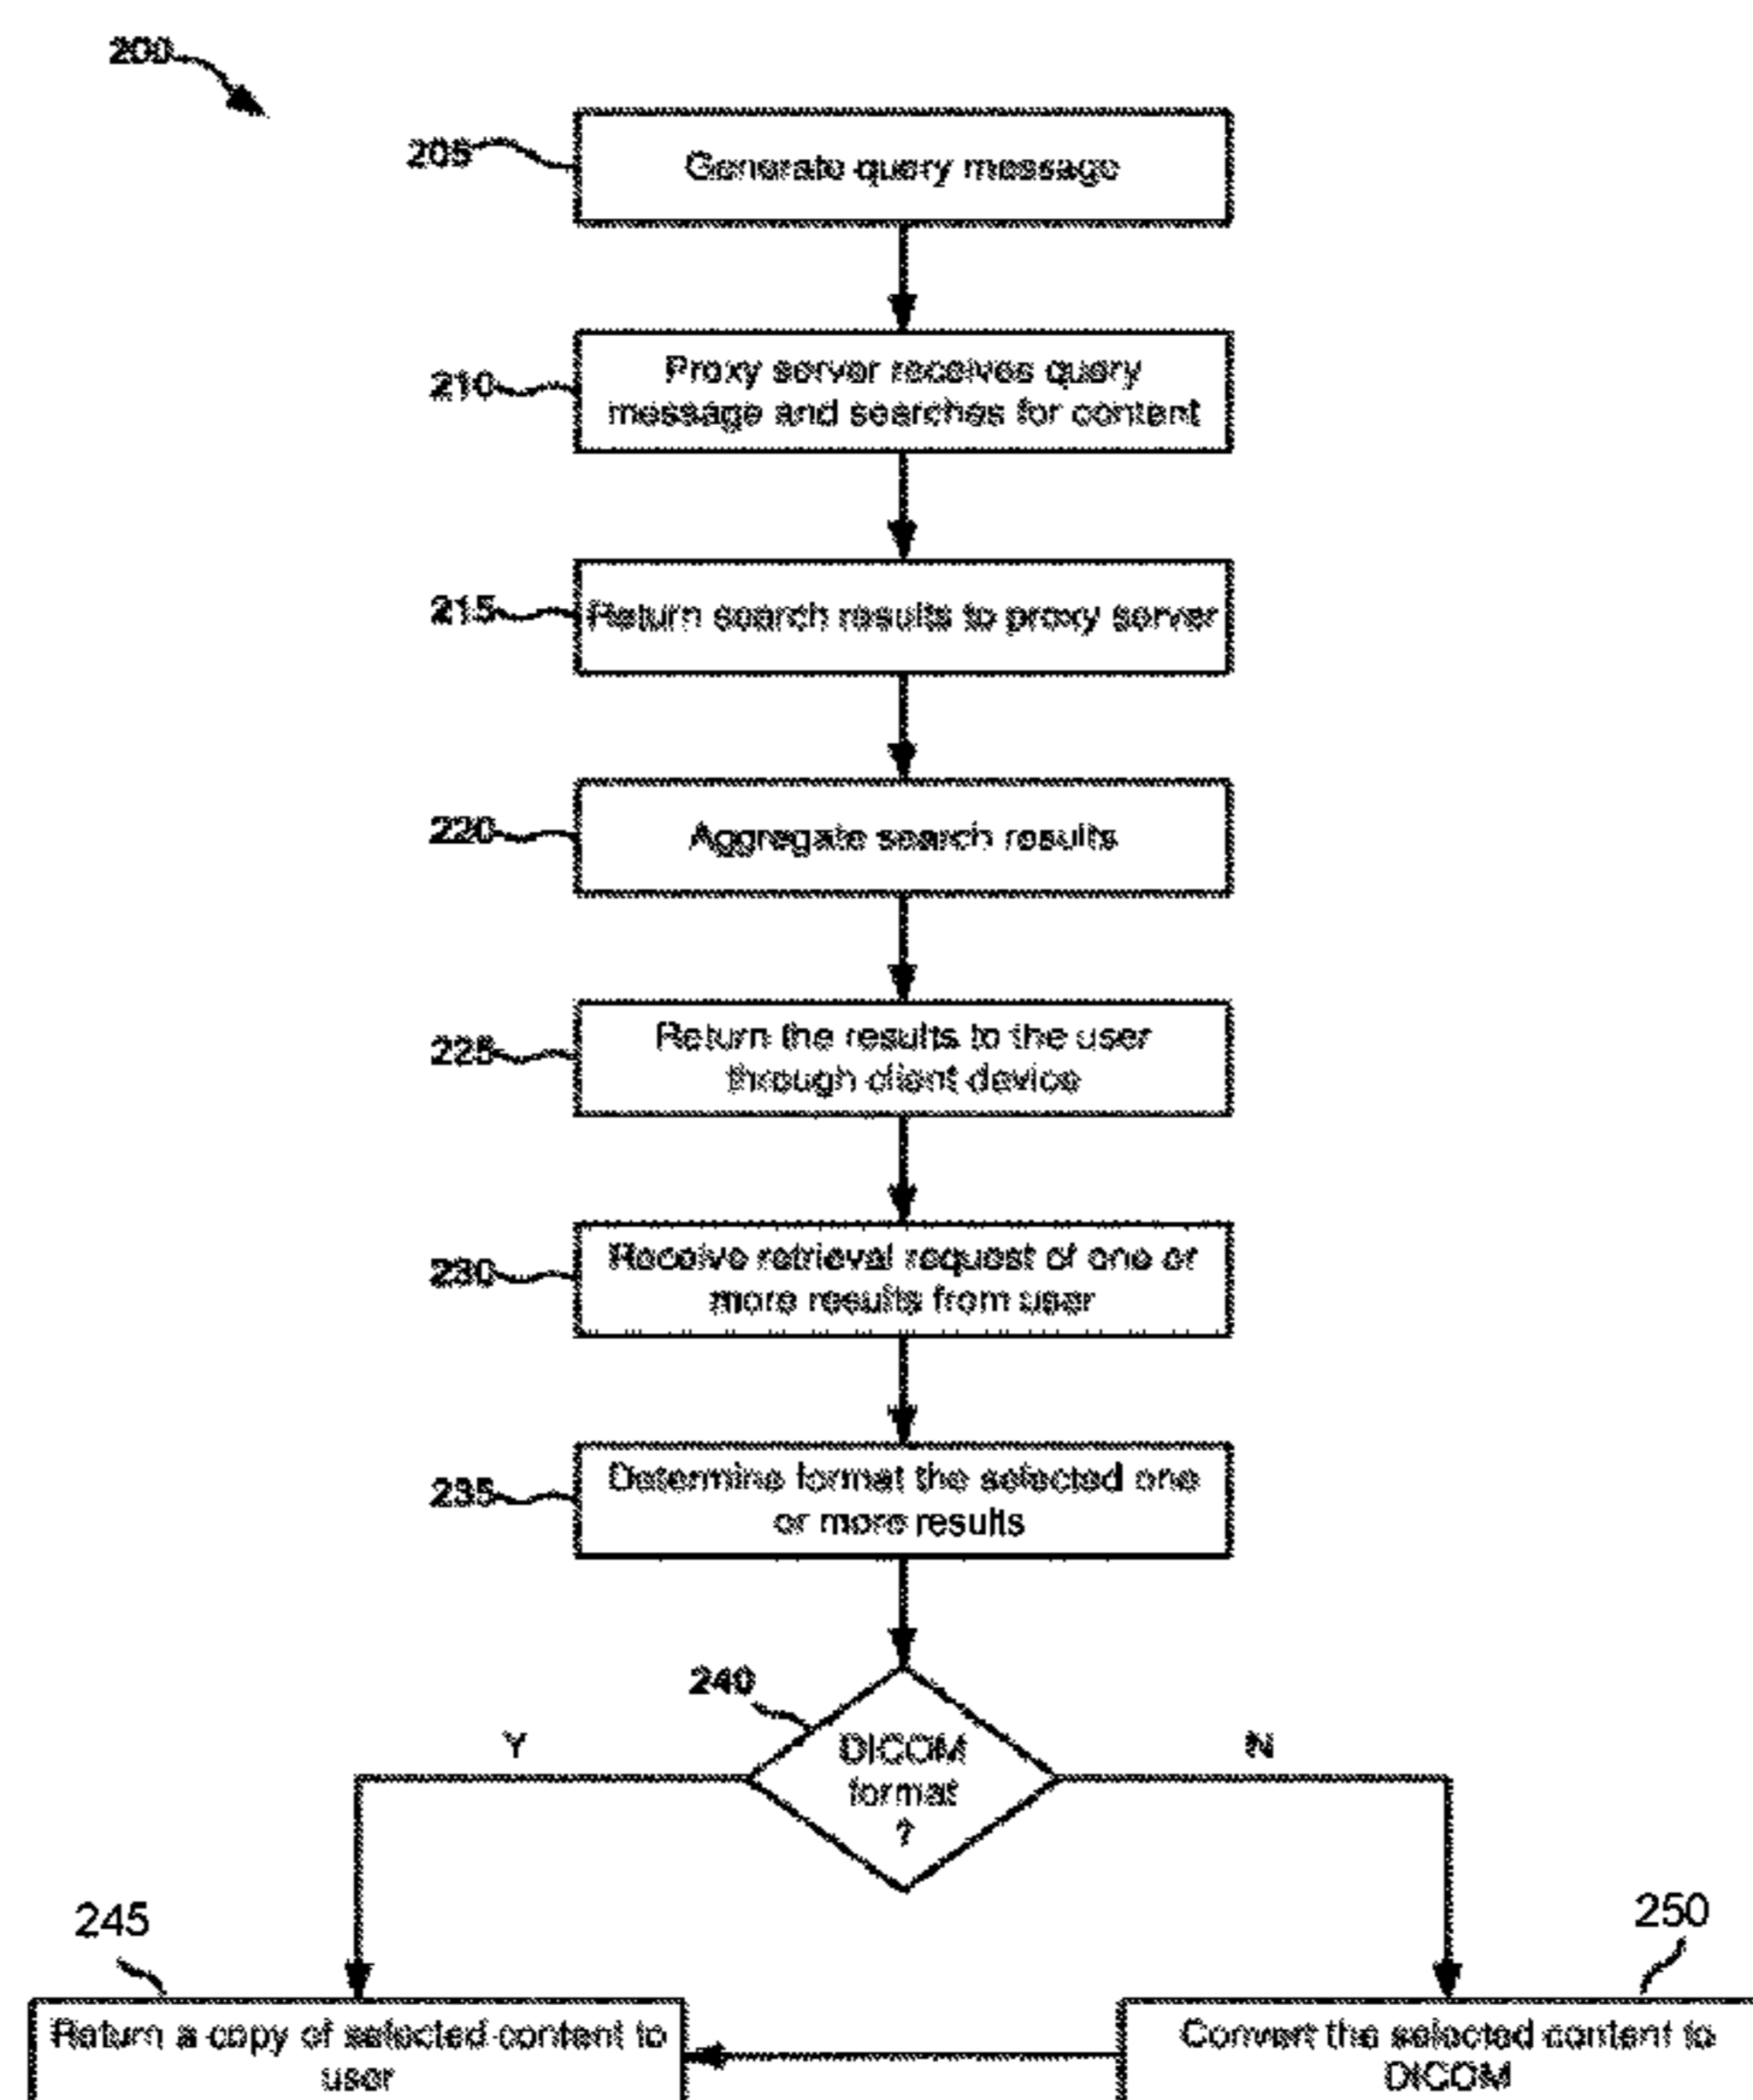 200
205
Generate query message
210
Proxy server receives query
message and searches for content
215
Return search results to proxy server
220
Aggregate search results
225
Return the results to the user
through client device
230
Receive retrieval request of one or
more results from user
235
Determine format the selected one
or more results
240
DICOM
format
?
Y
N
245
250
Return a copy of selected content to
user
Convert the selected content to
DICOM